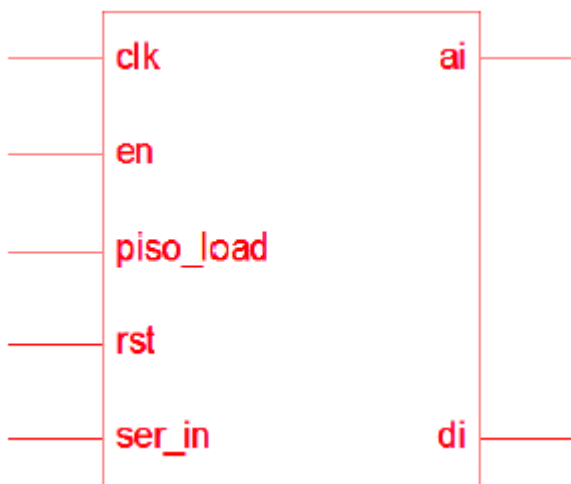 clk ai
en
piso_load
rst
ser_in di